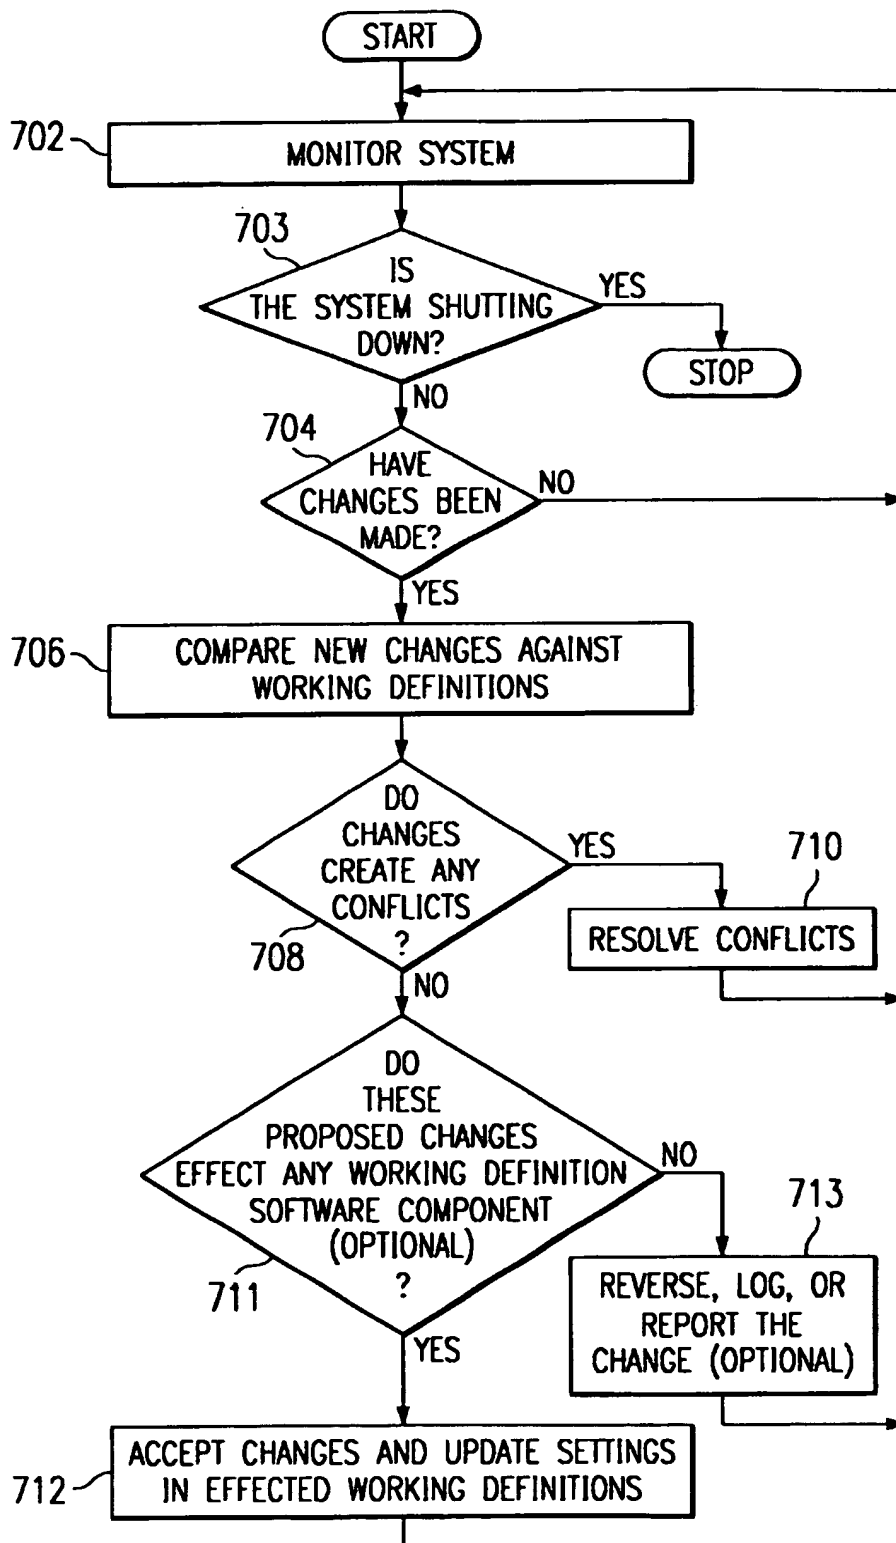 START
702
MONITOR SYSTEM
703
IS
THE SYSTEM SHUTTING
DOWN?
YES
STOP
NO
704
HAVE
CHANGES BEEN
MADE?
NO
YES
706
COMPARE NEW CHANGES AGAINST
WORKING DEFINITIONS
DO
CHANGES
CREATE ANY
CONFLICTS
?
708
YES
710
RESOLVE CONFLICTS
NO
DO
THESE
PROPOSED CHANGES
EFFECT ANY WORKING DEFINITION
SOFTWARE COMPONENT
(OPTIONAL)
?
711
NO
713
REVERSE, LOG, OR
REPORT THE
CHANGE (OPTIONAL)
YES
712
ACCEPT CHANGES AND UPDATE SETTINGS
IN EFFECTED WORKING DEFINITIONS